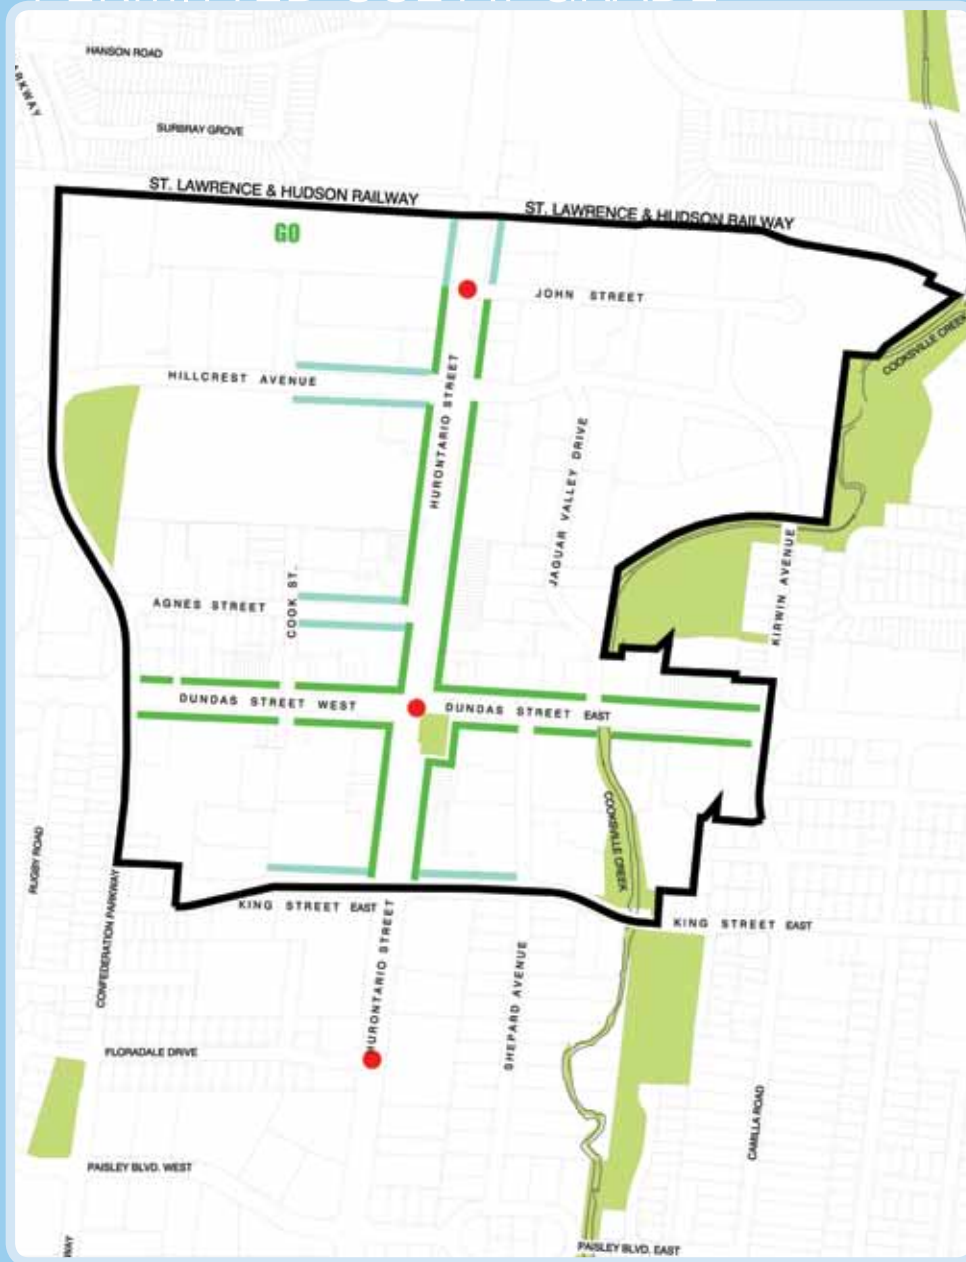 HANSON ROAD
SURBRAY GROVE
ST. LAWRENCE & HUDSON RAILWAY
ST. LAWRENCE & HUDSON RAILWAY
GO
JOHN STREET
COOKSVILLE CREEK
HILLCREST AVENUE
HURONTARIO STREET
JAGUAR VALLEY DRIVE
KIRWIN AVENUE
COOK ST.
AGNES STREET
DUNDAS STREET WEST
DUNDAS STREET EAST
COOKSVILLE CREEK
RUGBY ROAD
CONFEDERATION PARKWAY
KING STREET EAST
KING STREET EAST
HURONTARIO STREET
SHEPARD AVENUE
FLORADALE DRIVE
CAMILLA ROAD
PAISLEY BLVD. WEST
PAISLEY BLVD. EAST